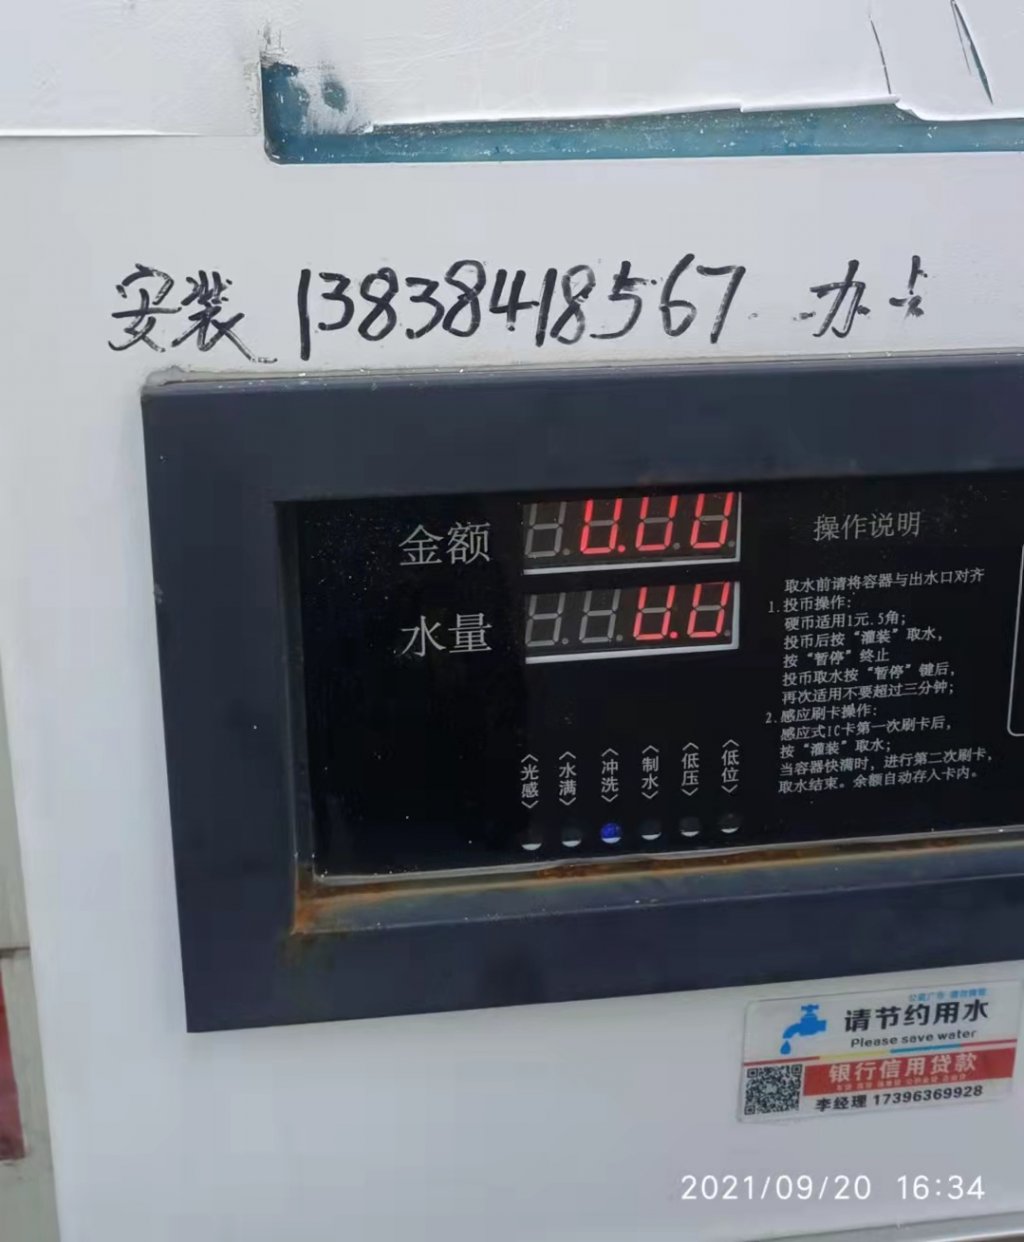 安装 13838418567 办卡
金额 0.00
水量 0.0
操作说明
取水前请将容器与出水口对齐
1.投币操作:
硬币适用1元.5角;
投币后按“灌装”取水,
按“暂停”终止
投币取水按“暂停”键后,
再次适用不要超过三分钟;
2.感应刷卡操作:
感应式IC卡第一次刷卡后,
按“灌装”取水;
当容器快满时,进行第二次刷卡,
取水结束。余额自动存入卡内。
<光感> <水满> <冲洗> <制水> <低压> <低位>
请节约用水
Please save water
银行信用贷款
李经理 17396369928
2021/09/20 16:34